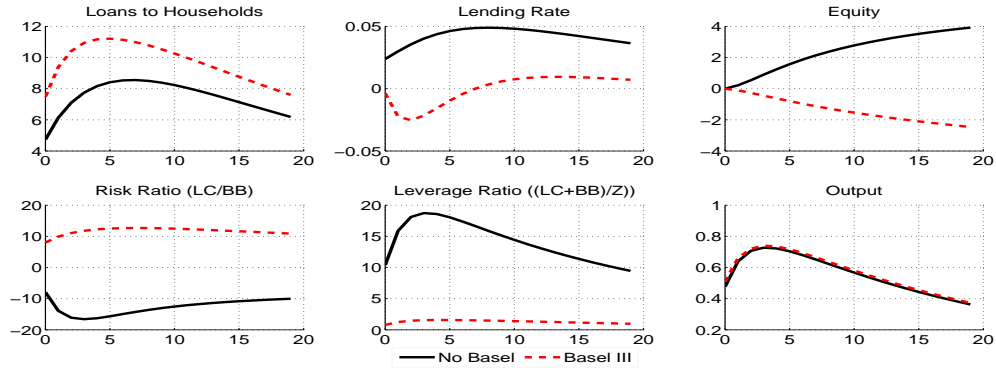 Loans to Households
12
10
8
6
4
0 5 10 15 20
Lending Rate
0.05
0
−0.05
0 5 10 15 20
Equity
4
2
0
−2
−4
0 5 10 15 20
Risk Ratio (LC/BB)
20
10
0
−10
−20
0 5 10 15 20
Leverage Ratio ((LC+BB)/Z))
20
15
10
5
0
0 5 10 15 20
Output
1
0.8
0.6
0.4
0.2
0 5 10 15 20
No Basel Basel III